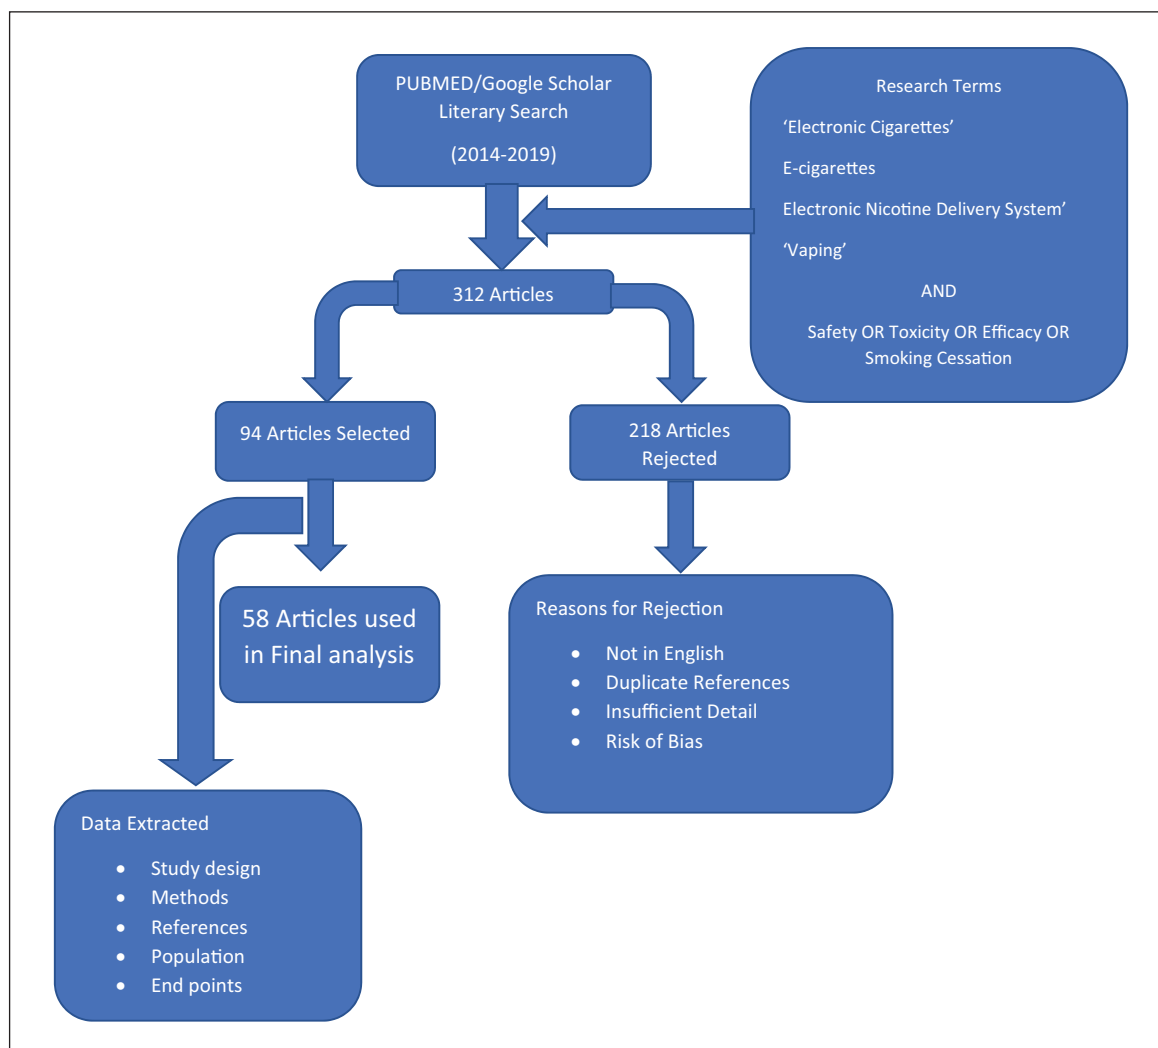 PUBMED/Google Scholar
Literary Search
(2014-2019)
Research Terms
‘Electronic Cigarettes’
E-cigarettes
Electronic Nicotine Delivery System’
‘Vaping’
AND
Safety OR Toxicity OR Efficacy OR
Smoking Cessation
312 Articles
94 Articles Selected
218 Articles
Rejected
58 Articles used
in Final analysis
Reasons for Rejection
• Not in English
• Duplicate References
• Insufficient Detail
• Risk of Bias
Data Extracted
• Study design
• Methods
• References
• Population
• End points